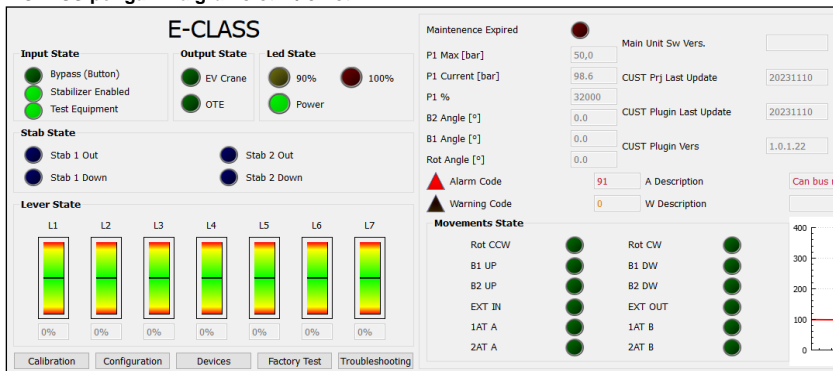 E-CLASS
Input State
Bypass (Button)
Stabilizer Enabled
Test Equipment
Output State
EV Crane
OTE
Led State
90%
100%
Power
Stab State
Stab 1 Out
Stab 2 Out
Stab 1 Down
Stab 2 Down
Lever State
L1 L2 L3 L4 L5 L6 L7
0% 0% 0% 0% 0% 0% 0%
Calibration Configuration Devices Factory Test Troubleshooting
Maintenence Expired
P1 Max [bar] 50,0
P1 Current [bar] 98.6
P1 % 32000
B2 Angle [°] 0.0
B1 Angle [°] 0.0
Rot Angle [°] 0.0
Main Unit Sw Vers.
CUST Prj Last Update 20231110
CUST Plugin Last Update 20231110
CUST Plugin Vers 1.0.1.22
Alarm Code 91 A Description Can bus
Warning Code 0 W Description
Movements State
Rot CCW Rot CW
B1 UP B1 DW
B2 UP B2 DW
EXT IN EXT OUT
1AT A 1AT B
2AT A 2AT B
400
300
200
100
0